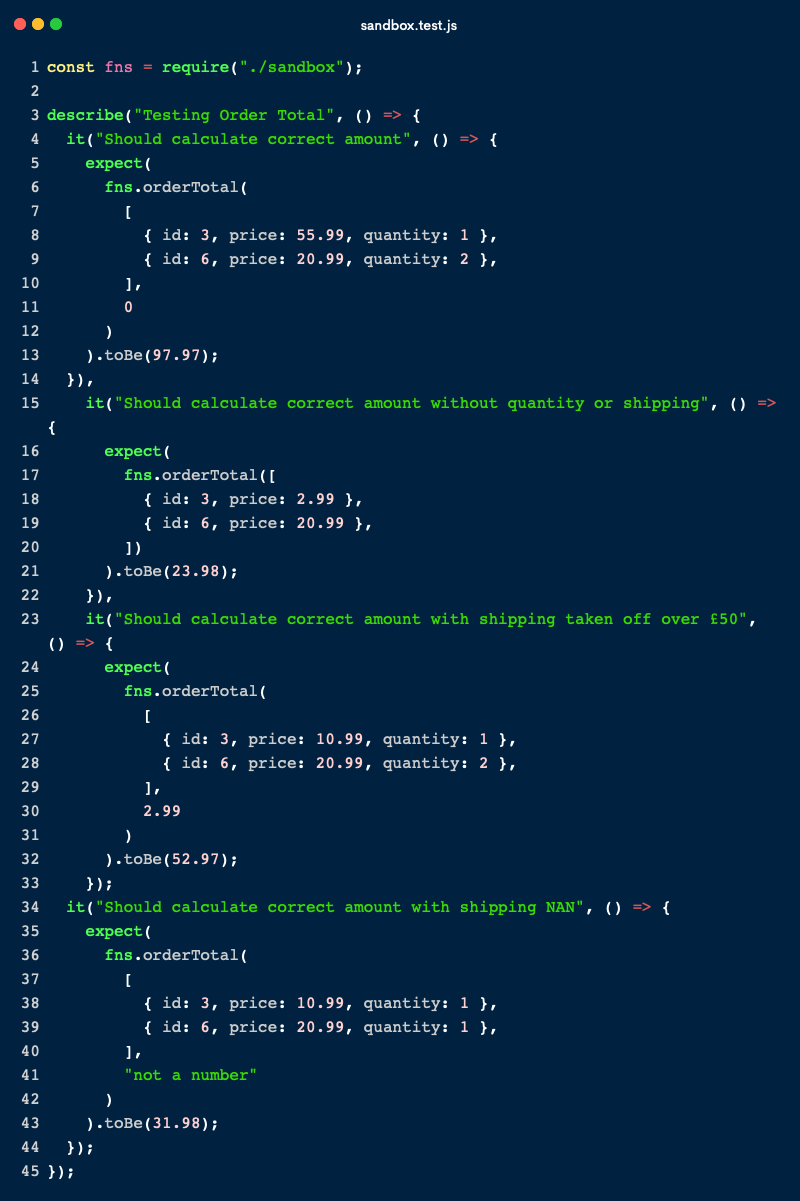 sandbox.test.js
1 const fns = require("./sandbox");
2
3 describe("Testing Order Total", () => {
4   it("Should calculate correct amount", () => {
5     expect(
6       fns.orderTotal(
7         [
8           { id: 3, price: 55.99, quantity: 1 },
9           { id: 6, price: 20.99, quantity: 2 },
10         ],
11         0
12       )
13     ).toBe(97.97);
14   }),
15     it("Should calculate correct amount without quantity or shipping", () =>
{
16       expect(
17         fns.orderTotal([
18           { id: 3, price: 2.99 },
19           { id: 6, price: 20.99 },
20         ])
21       ).toBe(23.98);
22     }),
23     it("Should calculate correct amount with shipping taken off over £50",
() => {
24       expect(
25         fns.orderTotal(
26           [
27             { id: 3, price: 10.99, quantity: 1 },
28             { id: 6, price: 20.99, quantity: 2 },
29           ],
30           2.99
31         )
32       ).toBe(52.97);
33     });
34   it("Should calculate correct amount with shipping NAN", () => {
35     expect(
36       fns.orderTotal(
37         [
38           { id: 3, price: 10.99, quantity: 1 },
39           { id: 6, price: 20.99, quantity: 1 },
40         ],
41         "not a number"
42       )
43     ).toBe(31.98);
44   });
45 });